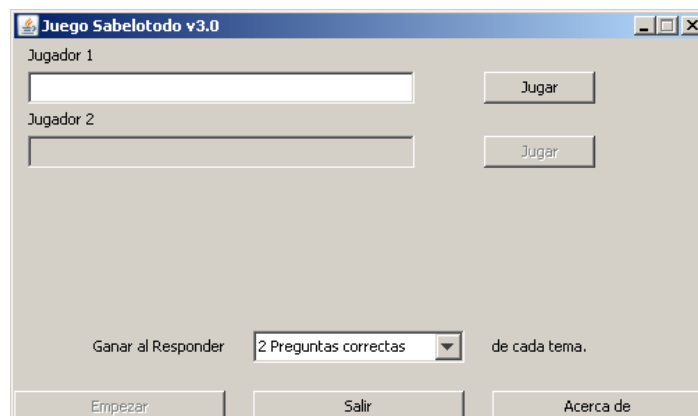 Juego Sabelotodo v3.0
Jugador 1
Jugar
Jugador 2
Jugar
Ganar al Responder 2 Preguntas correctas de cada tema.
Empezar Salir Acerca de